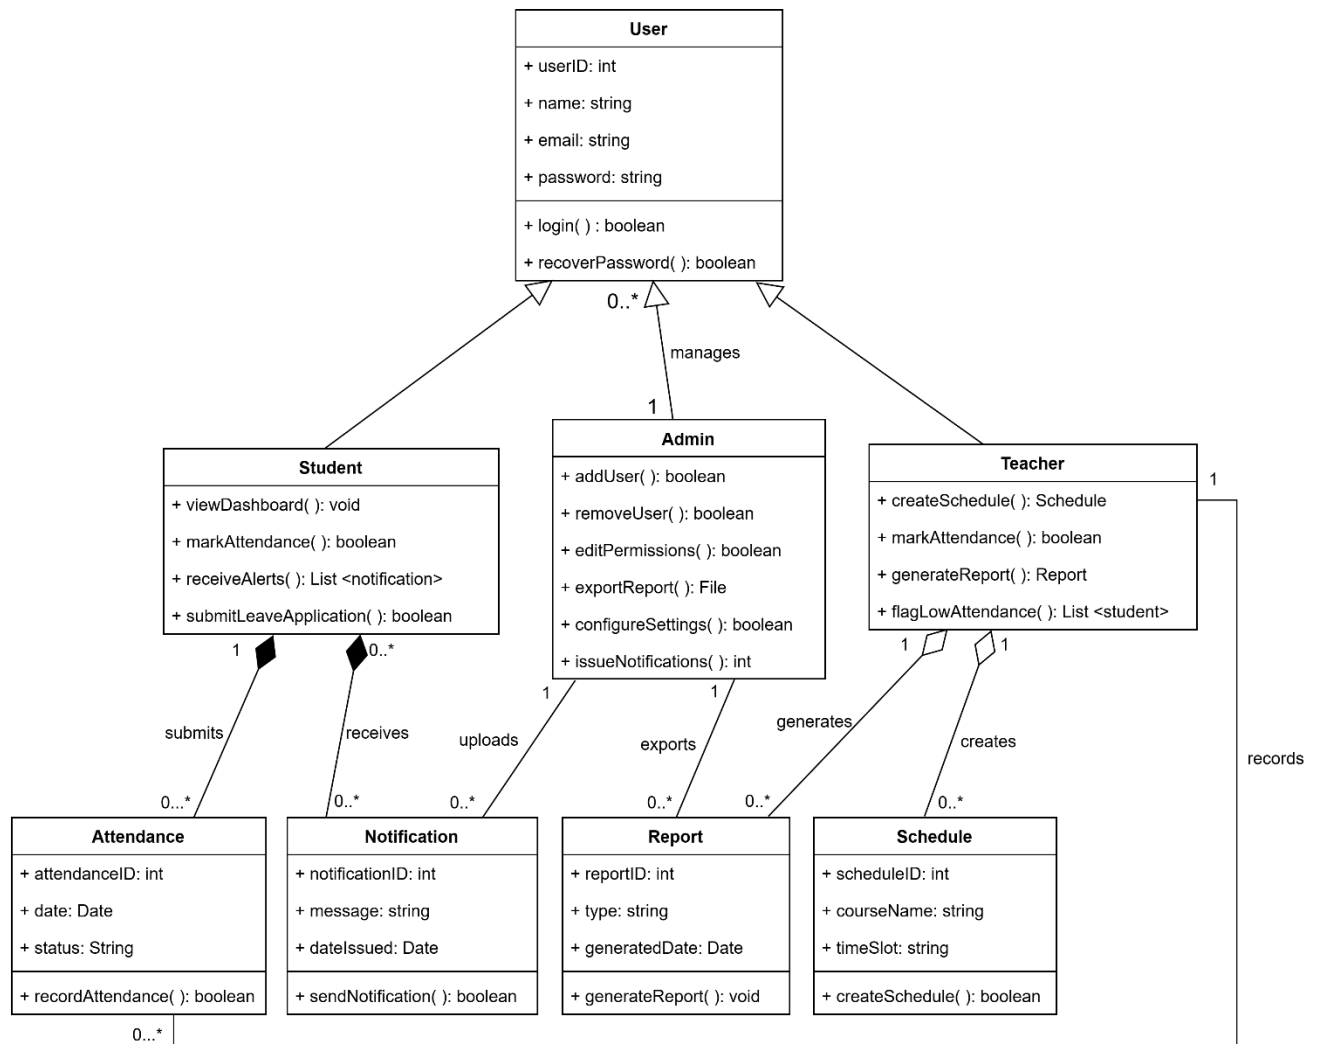 User
+ userID: int
+ name: string
+ email: string
+ password: string
+ login( ) : boolean
+ recoverPassword( ): boolean
0..*
manages
1
Student
+ viewDashboard( ): void
+ markAttendance( ): boolean
+ receiveAlerts( ): List <notification>
+ submitLeaveApplication( ): boolean
Admin
+ addUser( ): boolean
+ removeUser( ): boolean
+ editPermissions( ): boolean
+ exportReport( ): File
+ configureSettings( ): boolean
+ issueNotifications( ): int
Teacher
+ createSchedule( ): Schedule
+ markAttendance( ): boolean
+ generateReport( ): Report
+ flagLowAttendance( ): List <student>
1
1
0..*
1
1
1
1
submits
receives
uploads
exports
generates
creates
records
0...*
0..*
0..*
0..*
0..*
0..*
Attendance
+ attendanceID: int
+ date: Date
+ status: String
+ recordAttendance( ): boolean
0...*
Notification
+ notificationID: int
+ message: string
+ dateIssued: Date
+ sendNotification( ): boolean
Report
+ reportID: int
+ type: string
+ generatedDate: Date
+ generateReport( ): void
Schedule
+ scheduleID: int
+ courseName: string
+ timeSlot: string
+ createSchedule( ): boolean